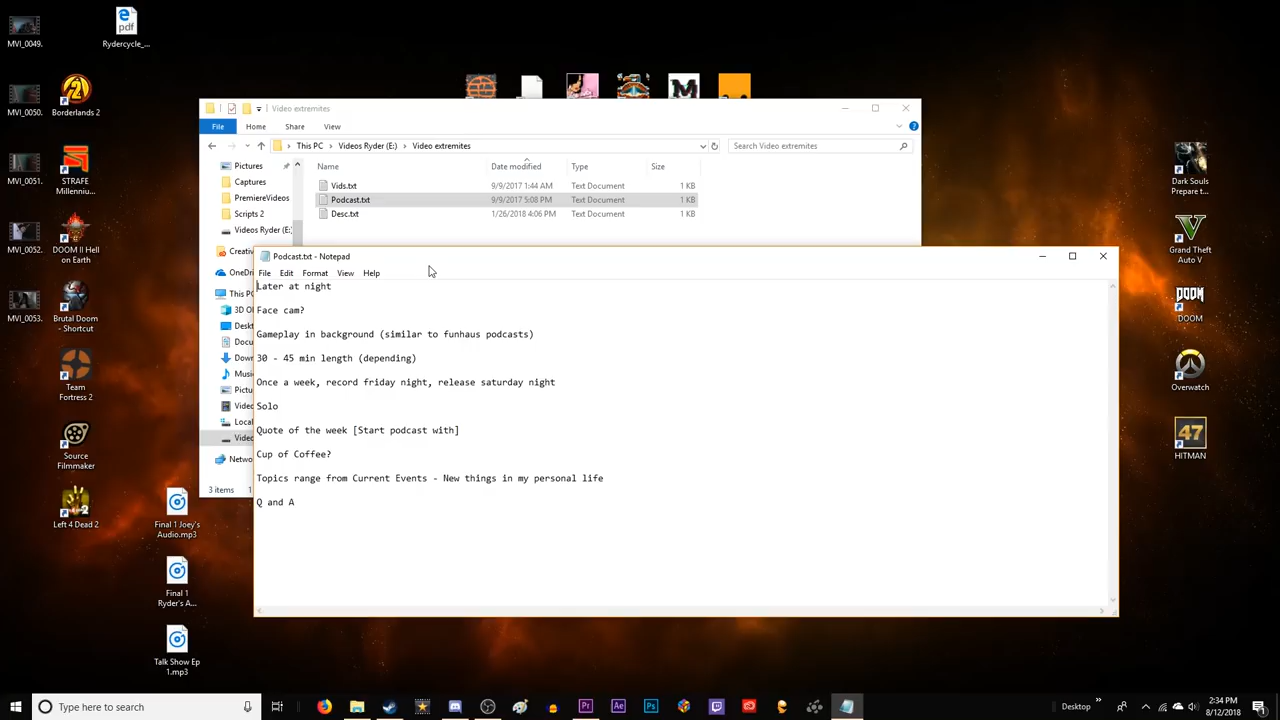 MVI_0049.
Rydercycle_...
MVI_0050.
Borderlands 2
MVI_0051.
STRAFE
Millenniu...
MVI_0052.
DOOM II Hell
on Earth
MVI_0053.
Brutal Doom
- Shortcut
Team
Fortress 2
Source
Filmmaker
Left 4 Dead 2
Final 1 Joey's
Audio.mp3
Final 1
Ryder's A...
Talk Show Ep
1.mp3
Video extremites
File
Home
Share
View
This PC
Videos Ryder (E:)
Video extremites
Search Video extremites
Name
Date modified
Type
Size
Pictures
Captures
PremiereVideos
Scripts 2
Videos Ryder (E:
Vids.txt
9/9/2017 1:44 AM
Text Document
1 KB
Podcast.txt
9/9/2017 5:08 PM
Text Document
1 KB
Desc.txt
1/26/2018 4:06 PM
Text Document
1 KB
3 items
Podcast.txt - Notepad
File Edit Format View Help
Later at night
Face cam?
Gameplay in background (similar to funhaus podcasts)
30 - 45 min length (depending)
Once a week, record friday night, release saturday night
Solo
Quote of the week [Start podcast with]
Cup of Coffee?
Topics range from Current Events - New things in my personal life
Q and A
Dark Souls
Prepare t...
Grand Theft
Auto V
DOOM
Overwatch
47
HITMAN
Type here to search
Pr
Ae
Ps
Desktop
2:34 PM
8/12/2018